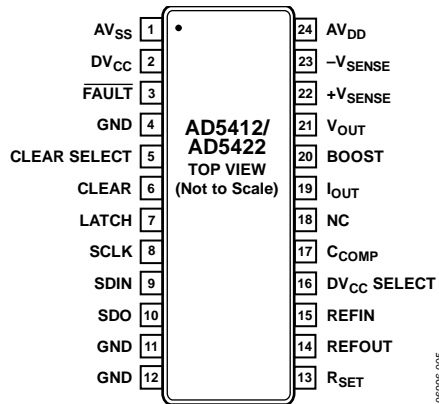 AVSS 1
DVCC 2
FAULT 3
GND 4
CLEAR SELECT 5
CLEAR 6
LATCH 7
SCLK 8
SDIN 9
SDO 10
GND 11
GND 12
AD5412/
AD5422
TOP VIEW
(Not to Scale)
24 AVDD
23 –VSENSE
22 +VSENSE
21 VOUT
20 BOOST
19 IOUT
18 NC
17 CCOMP
16 DVCC SELECT
15 REFIN
14 REFOUT
13 RSET
06996-005